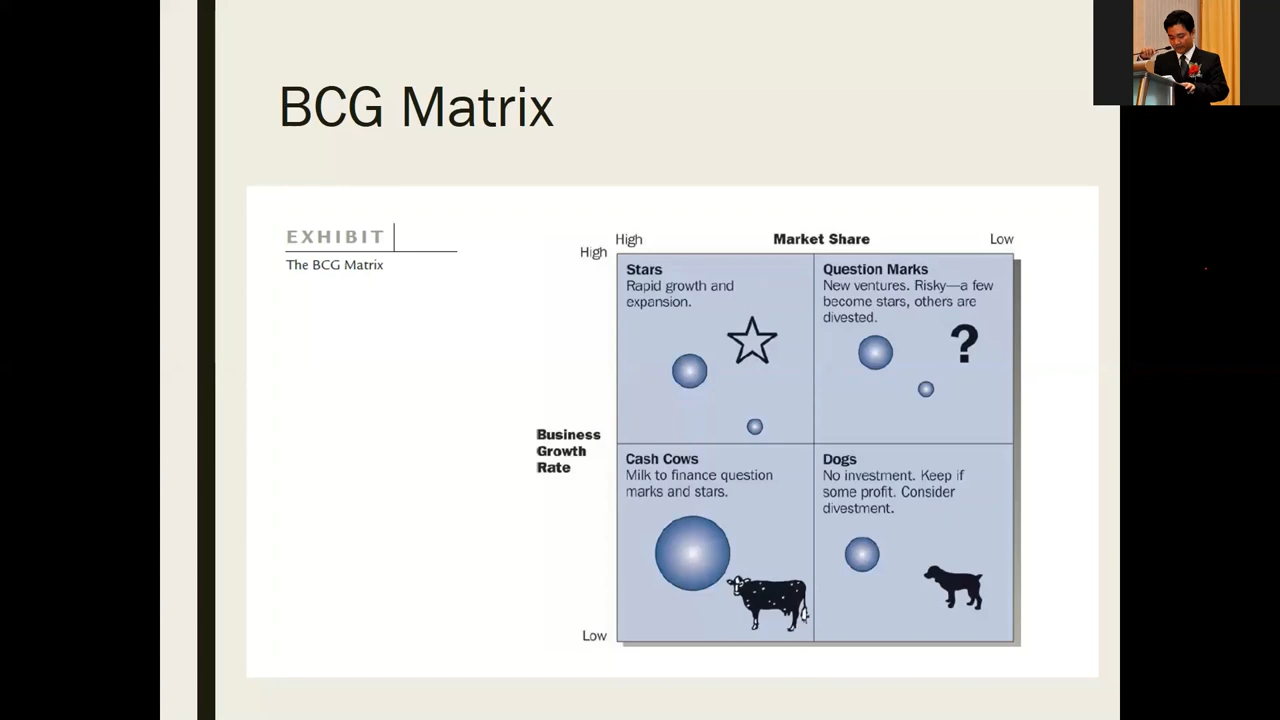 BCG Matrix
EXHIBIT
The BCG Matrix
High
Market Share
Low
High
Stars
Rapid growth and
expansion.
Question Marks
New ventures. Risky—a few
become stars, others are
divested.
?
Business
Growth
Rate
Cash Cows
Milk to finance question
marks and stars.
Dogs
No investment. Keep if
some profit. Consider
divestment.
Low